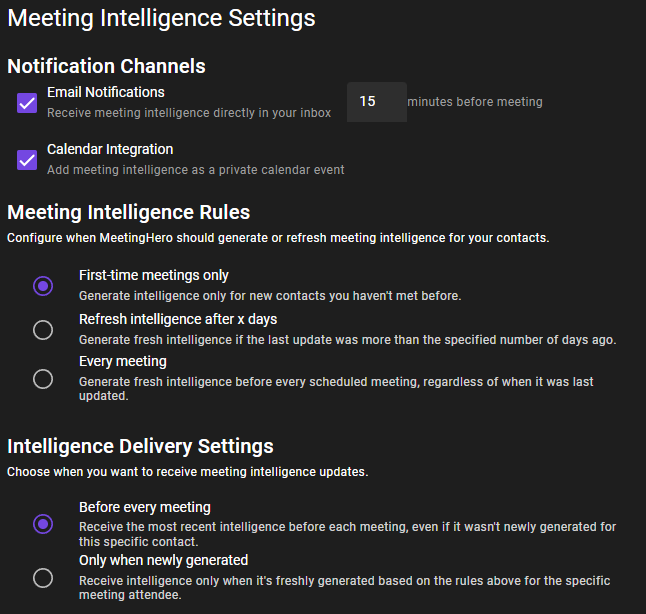 Meeting Intelligence Settings
Notification Channels
Email Notifications
Receive meeting intelligence directly in your inbox
15 minutes before meeting
Calendar Integration
Add meeting intelligence as a private calendar event
Meeting Intelligence Rules
Configure when MeetingHero should generate or refresh meeting intelligence for your contacts.
First-time meetings only
Generate intelligence only for new contacts you haven't met before.
Refresh intelligence after x days
Generate fresh intelligence if the last update was more than the specified number of days ago.
Every meeting
Generate fresh intelligence before every scheduled meeting, regardless of when it was last
updated.
Intelligence Delivery Settings
Choose when you want to receive meeting intelligence updates.
Before every meeting
Receive the most recent intelligence before each meeting, even if it wasn't newly generated for
this specific contact.
Only when newly generated
Receive intelligence only when it's freshly generated based on the rules above for the specific
meeting attendee.